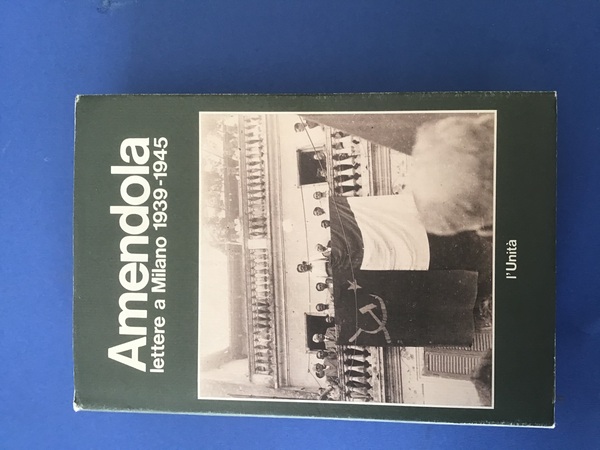 Amendola
lettere a Milano 1939-1945
l'Unità